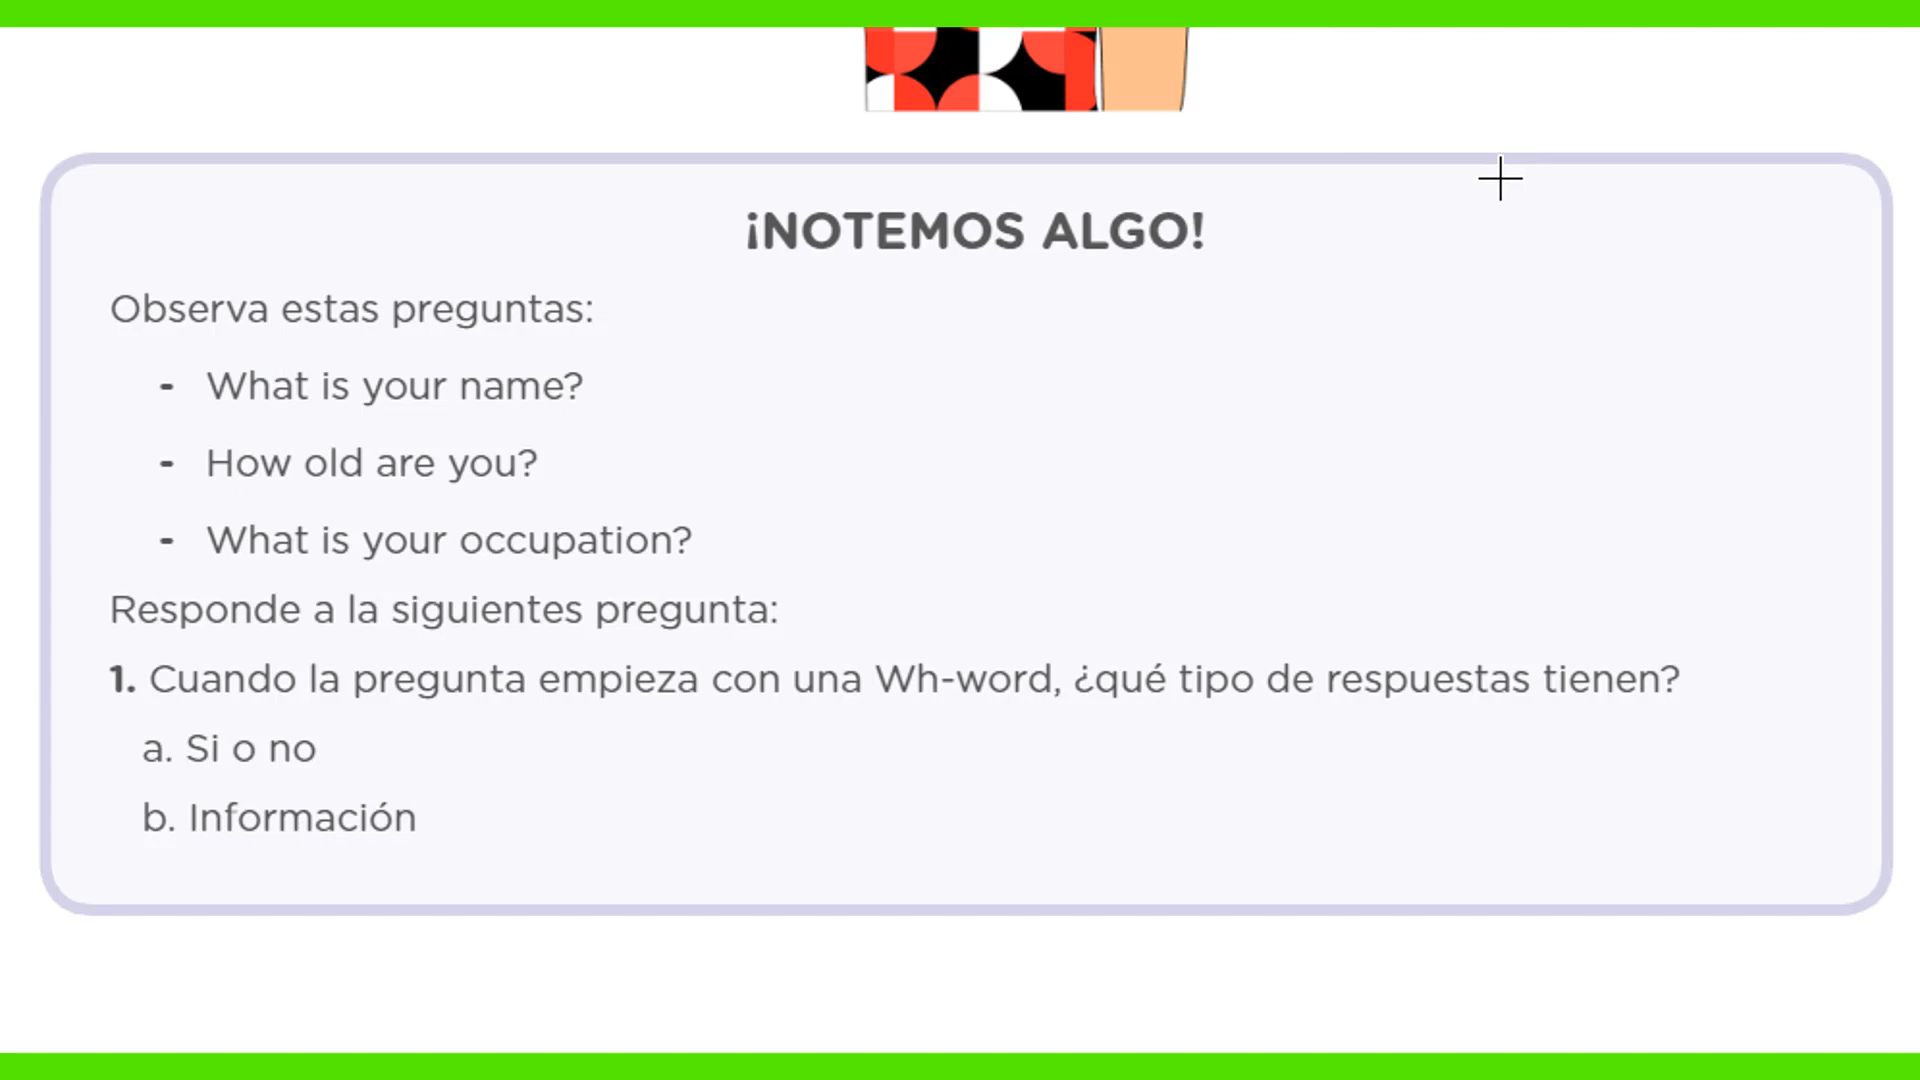 ¡NOTEMOS ALGO!
Observa estas preguntas:
- What is your name?
- How old are you?
- What is your occupation?
Responde a la siguientes pregunta:
1. Cuando la pregunta empieza con una Wh-word, ¿qué tipo de respuestas tienen?
a. Si o no
b. Información